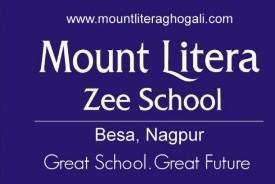 www.mountliteraghogali.com
Mount Litera
Zee School
Besa, Nagpur
Great School.Great Future